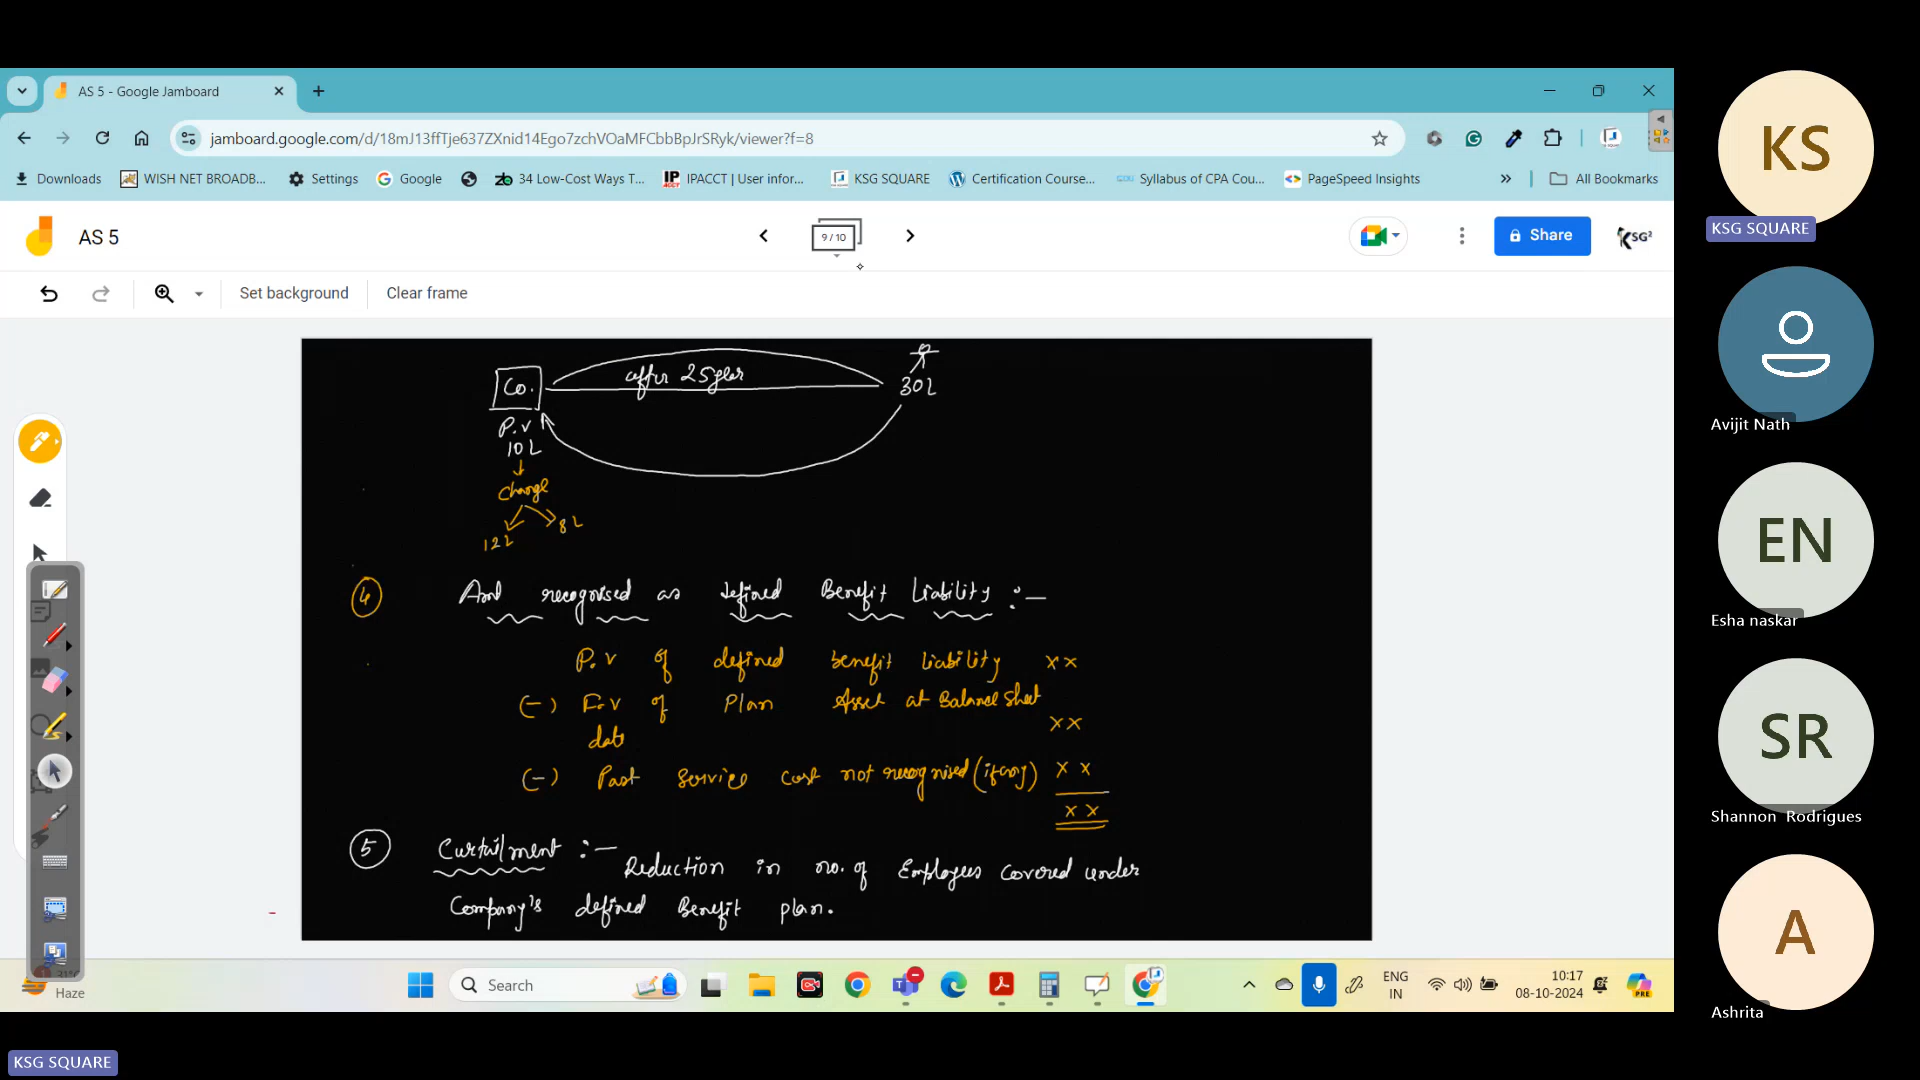 AS 5 - Google Jamboard
jamboard.google.com/d/18mJ13ffTje637ZXnid14Ego7zchVOaMFCbbBpJrSRyk/viewer?f=8
Downloads WISH NET BROADB... Settings Google 34 Low-Cost Ways T... IPACCT | User infor... KSG SQUARE Certification Course... Syllabus of CPA Cou... PageSpeed Insights » All Bookmarks
AS 5
9 / 10
Share
KSG²
Set background
Clear frame
Co.
after 25 year
30L
P.V
10 L
Change
12L
8L
4 Amt recognised as defined Benefit Liability :-
P.V of defined benefit liability xx
(-) F.V of Plan Asset at Balance Sheet
date xx
(-) Past Service cost not recognised (if any) xx
xx
5 Curtailment :- Reduction in no. of Employees covered under
Company's defined Benefit plan.
31°C
Haze
Search
ENG
IN
10:17
08-10-2024
PRE
KS
KSG SQUARE
Avijit Nath
EN
Esha naskar
SR
Shannon Rodrigues
A
Ashrita
KSG SQUARE